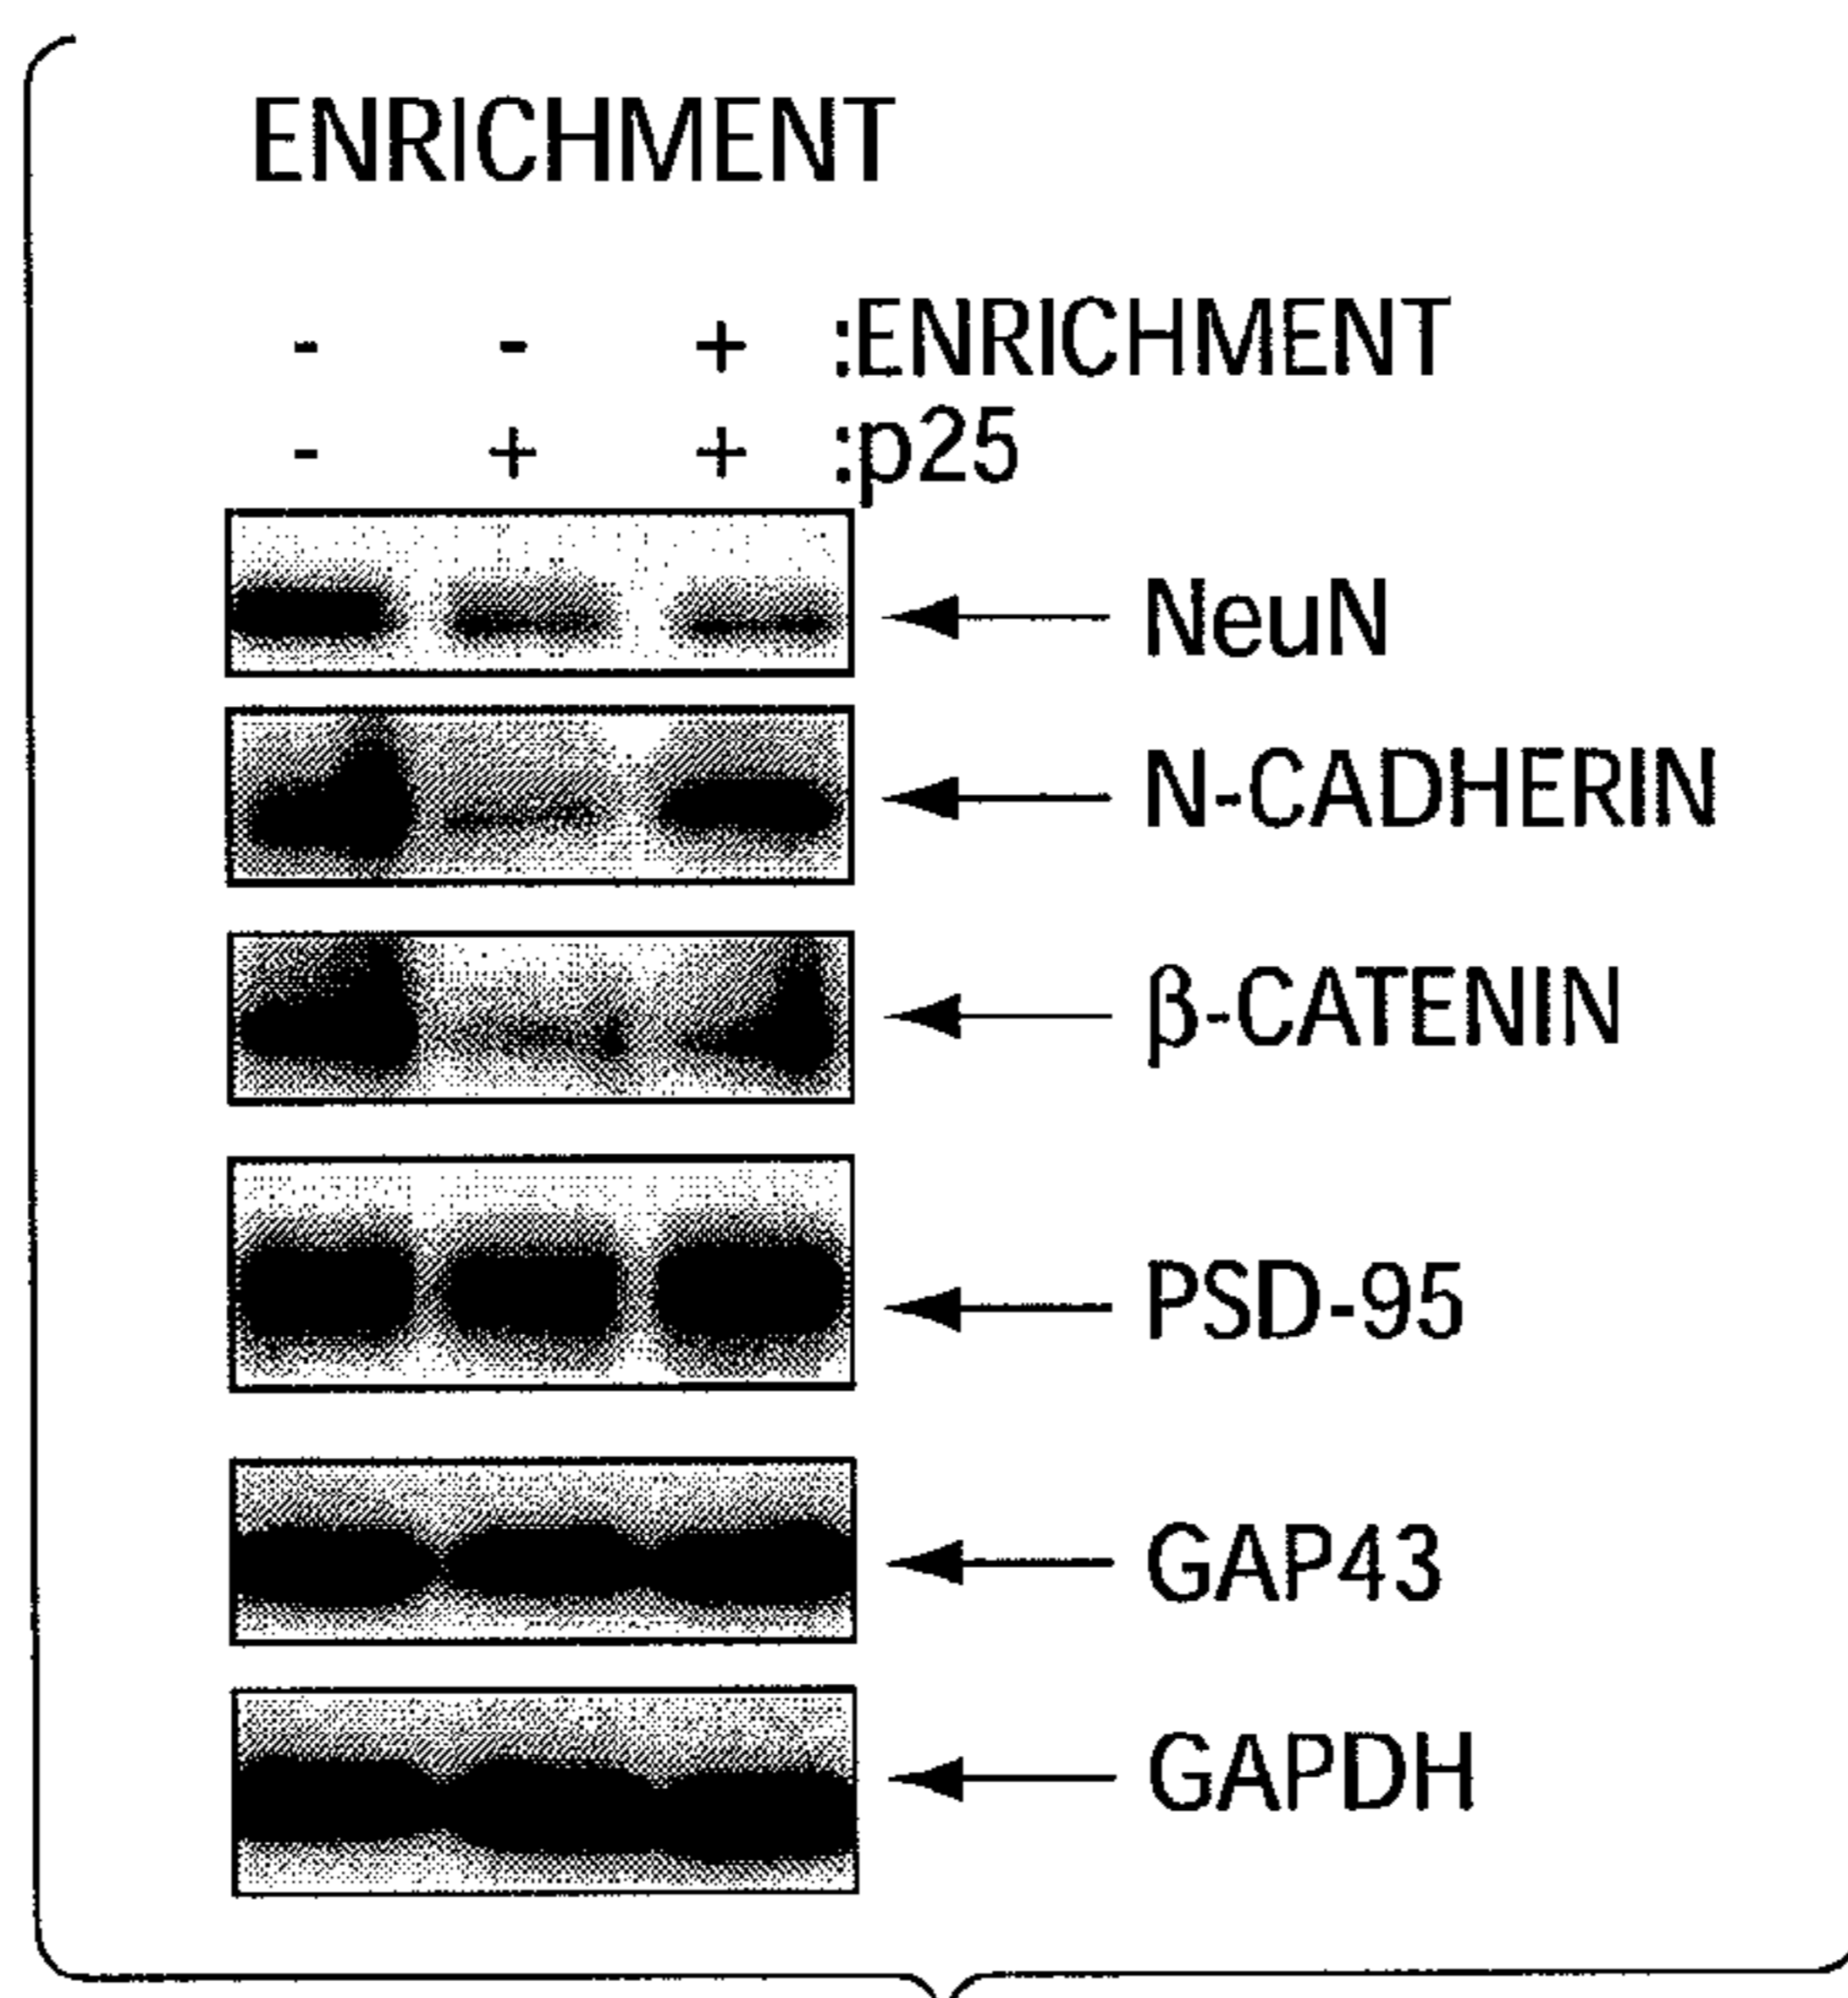 ENRICHMENT
- - + :ENRICHMENT
- + + :p25
NeuN
N-CADHERIN
β-CATENIN
PSD-95
GAP43
GAPDH